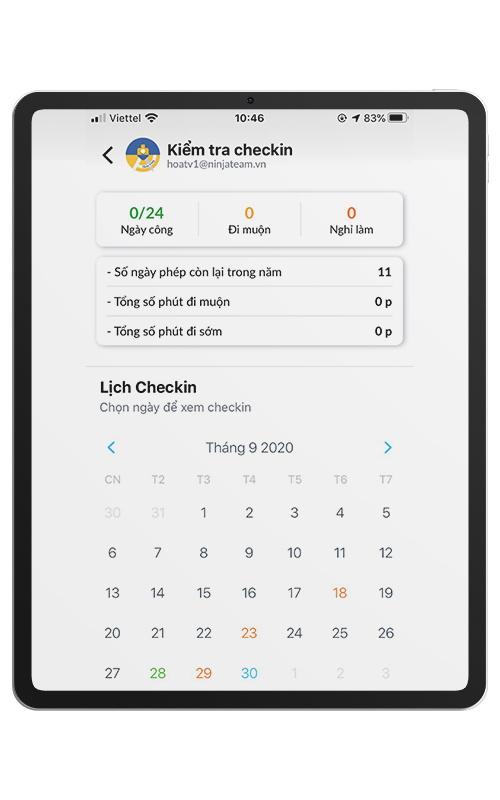 Viettel 10:46 83%
Kiểm tra checkin
hoatv1@ninjateam.vn
0/24 0 0
Ngày công Đi muộn Nghỉ làm
- Số ngày phép còn lại trong năm 11
- Tổng số phút đi muộn 0 p
- Tổng số phút đi sớm 0 p
Lịch Checkin
Chọn ngày để xem checkin
Tháng 9 2020
CN T2 T3 T4 T5 T6 T7
30 31 1 2 3 4 5
6 7 8 9 10 11 12
13 14 15 16 17 18 19
20 21 22 23 24 25 26
27 28 29 30 1 2 3